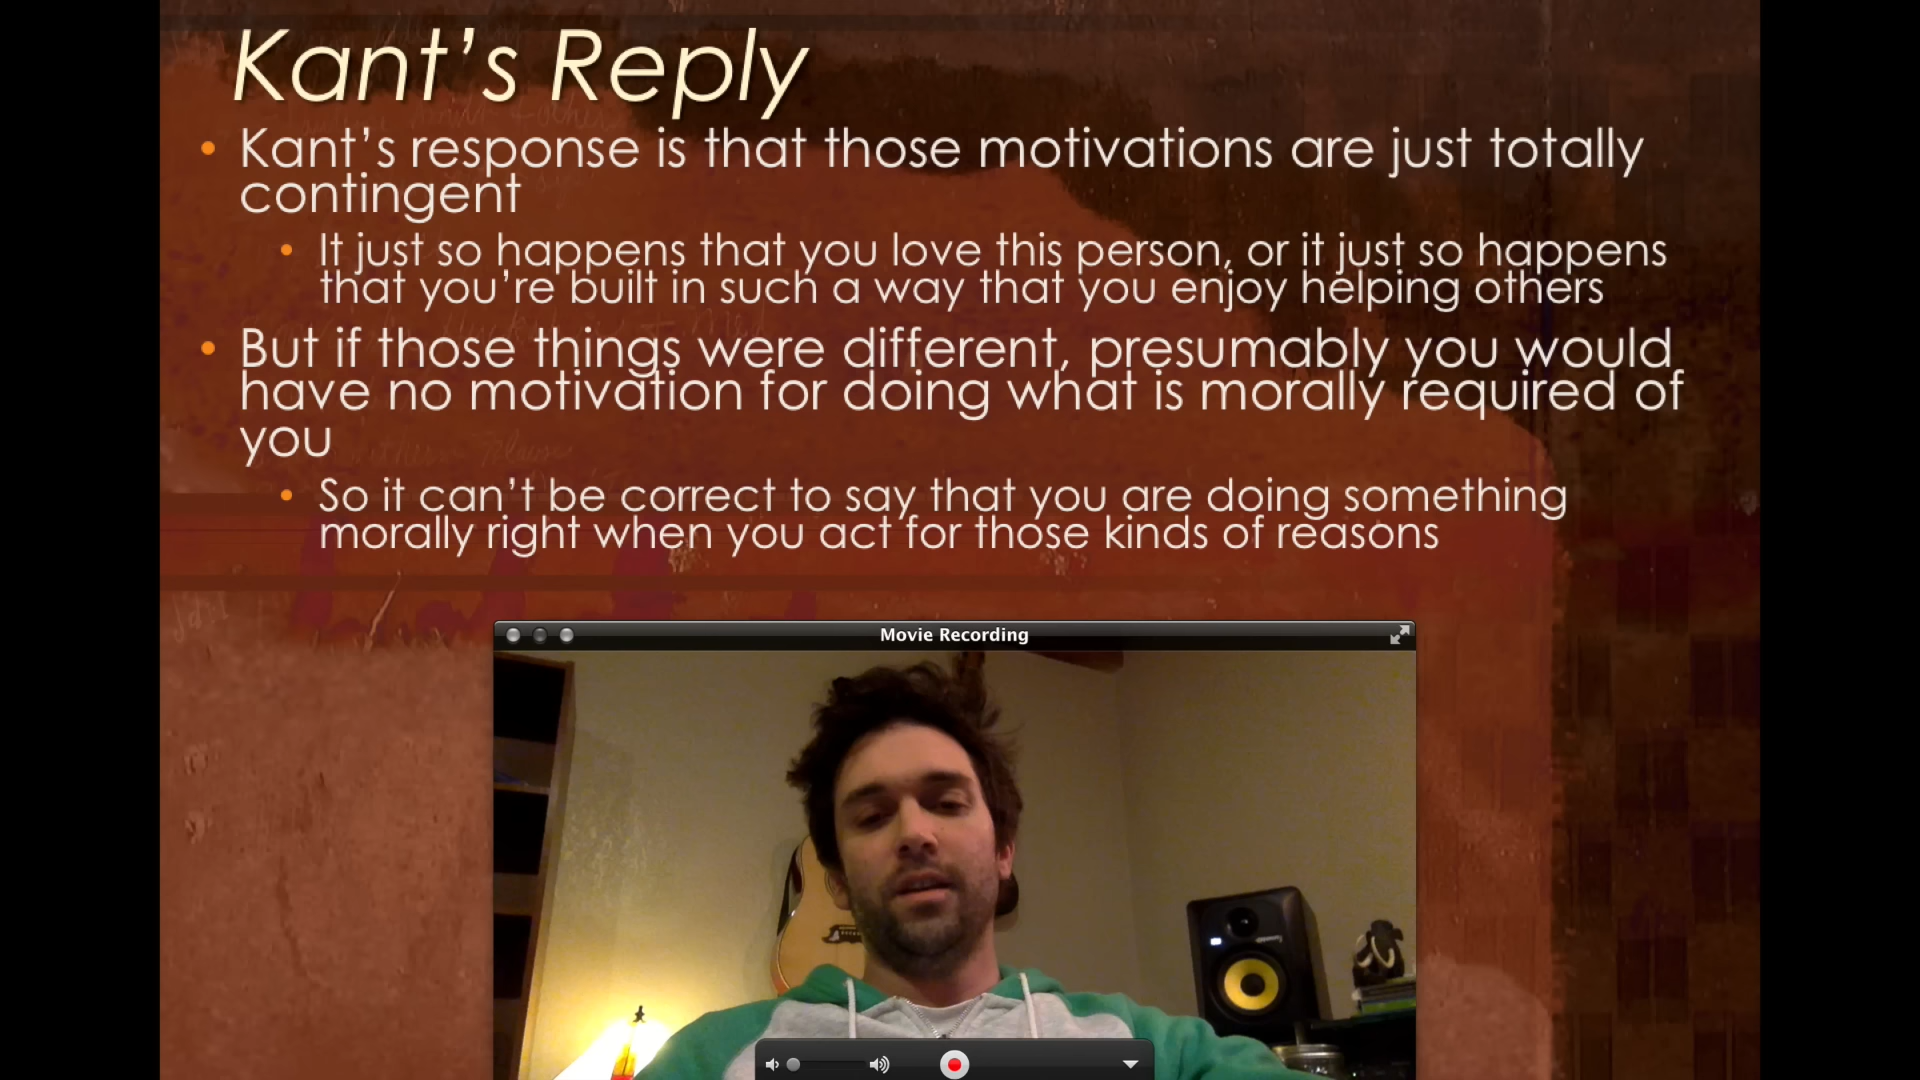 Kant's Reply
• Kant's response is that those motivations are just totally
contingent
• It just so happens that you love this person, or it just so happens
that you're built in such a way that you enjoy helping others
• But if those things were different, presumably you would
have no motivation for doing what is morally required of
you
• So it can't be correct to say that you are doing something
morally right when you act for those kinds of reasons
Movie Recording